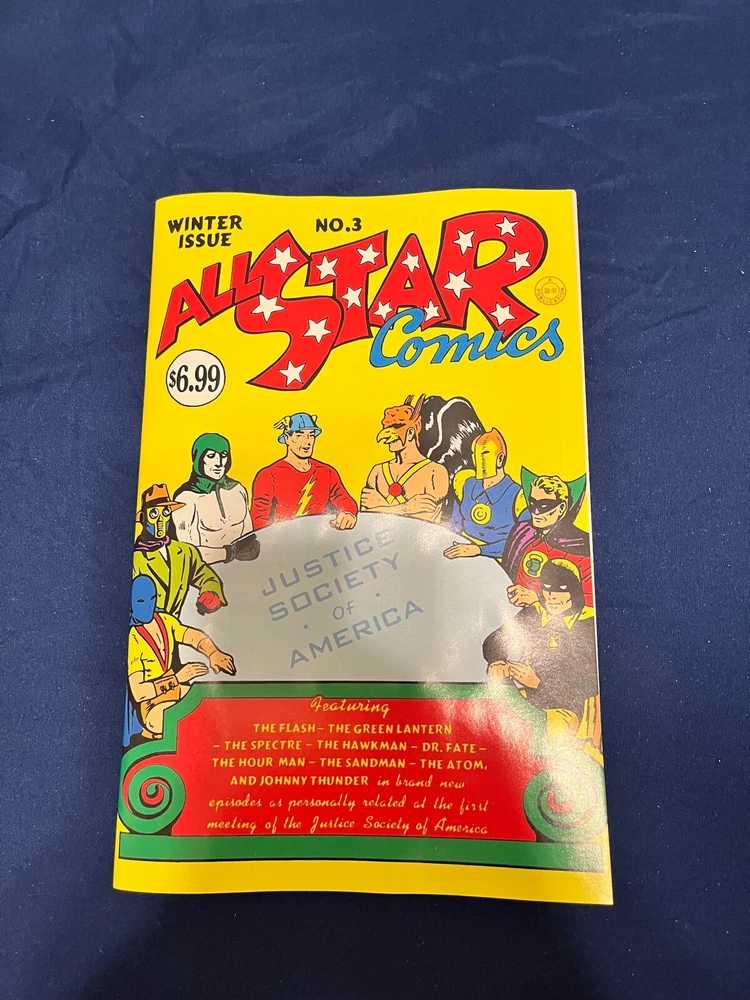 WINTER ISSUE
NO.3
ALL STAR
Comics
A DC PUBLICATION
$6.99
JUSTICE
SOCIETY
· OF ·
AMERICA
Featuring
THE FLASH – THE GREEN LANTERN
– THE SPECTRE – THE HAWKMAN – DR. FATE –
THE HOUR MAN – THE SANDMAN – THE ATOM,
AND JOHNNY THUNDER in brand new
episodes as personally related at the first
meeting of the Justice Society of America